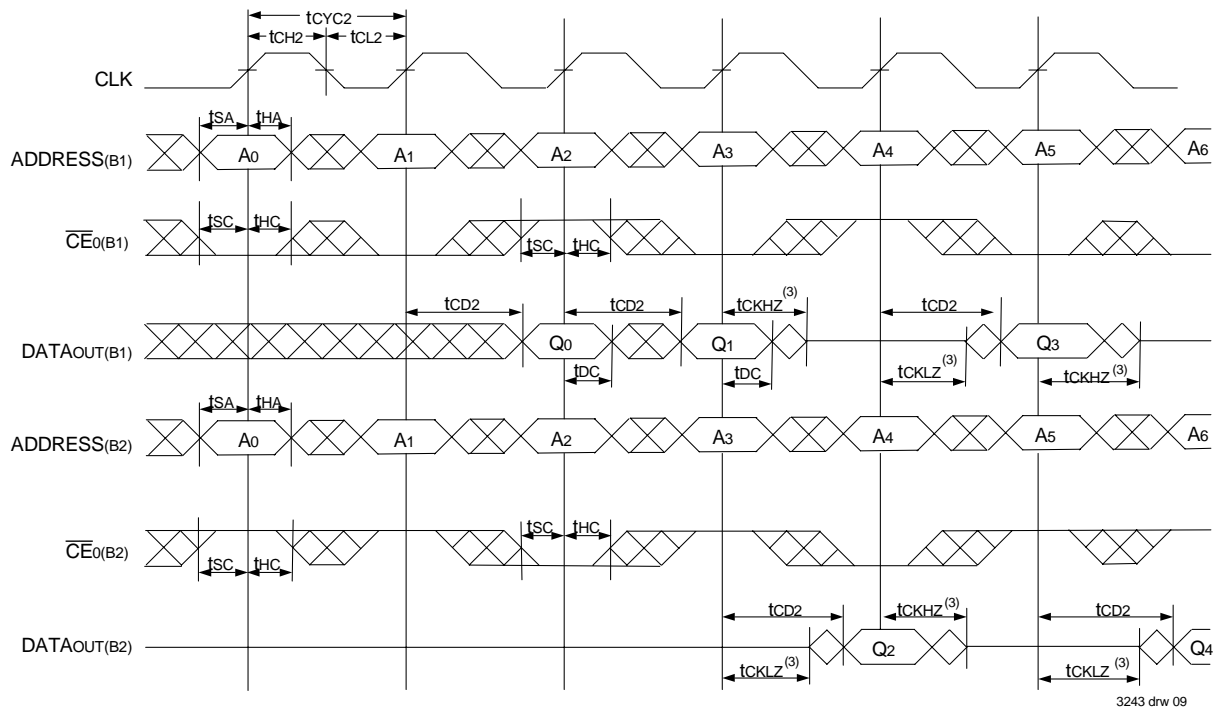 tCYC2
tCH2 tCL2
CLK
tSA tHA
ADDRESS(B1) A0 A1 A2 A3 A4 A5 A6
tSC tHC
CE0(B1)
tSC tHC
tCD2 tCD2 tCKHZ(3) tCD2
DATAOUT(B1) Q0 Q1 Q3
tDC tDC tCKLZ(3) tCKHZ(3)
tSA tHA
ADDRESS(B2) A0 A1 A2 A3 A4 A5 A6
tSC tHC
CE0(B2)
tSC tHC
tCD2 tCKHZ(3) tCD2
DATAOUT(B2) Q2 Q4
tCKLZ(3) tCKLZ(3)
3243 drw 09